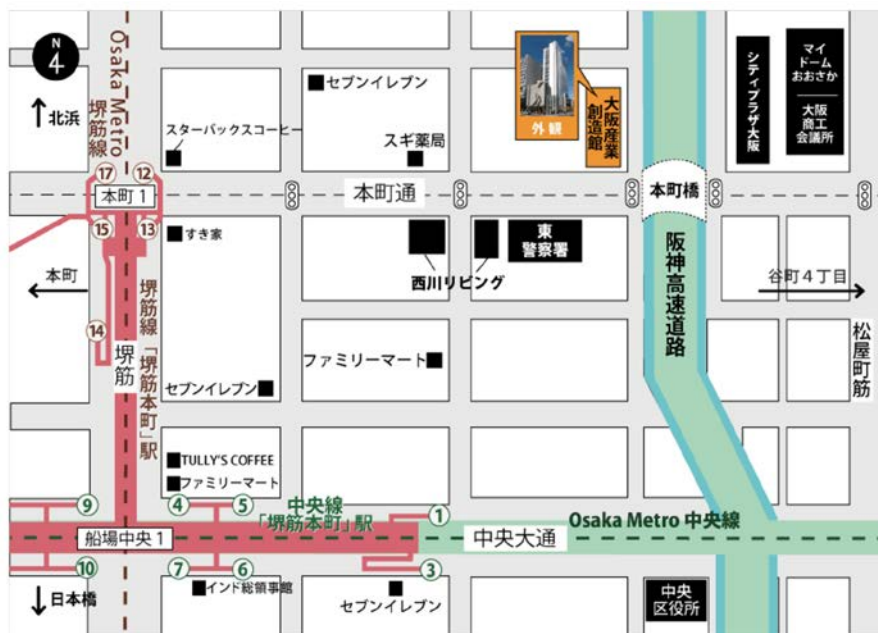 N
4
北浜
Osaka Metro
堺筋線
セブンイレブン
スターバックスコーヒー
スギ薬局
外観
大阪産業
創造館
シティプラザ大阪
マイ
ドーム
おおさか
大阪
商工
会議所
17
12
本町1
本町通
本町橋
15
13
すき家
西川リビング
東
警察署
本町
谷町4丁目
阪神高速道路
14
堺筋
堺筋線「堺筋本町」駅
ファミリーマート
松屋町筋
セブンイレブン
TULLY'S COFFEE
ファミリーマート
9
4
5
中央線
「堺筋本町」駅
1
Osaka Metro 中央線
船場中央1
中央大通
10
7
6
3
日本橋
インド総領事館
セブンイレブン
中央
区役所